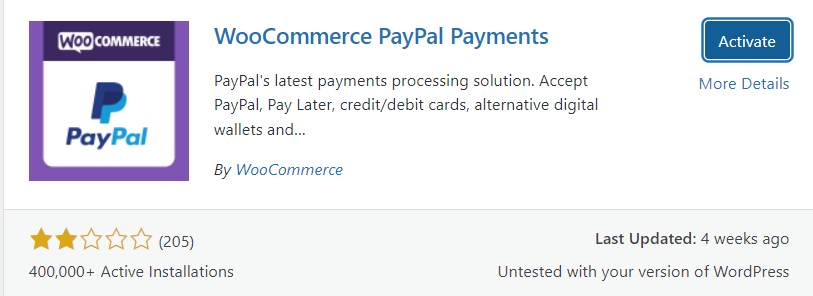 WOO COMMERCE
PayPal
WooCommerce PayPal Payments
Activate
More Details
PayPal's latest payments processing solution. Accept
PayPal, Pay Later, credit/debit cards, alternative digital
wallets and...
By WooCommerce
(205)
Last Updated: 4 weeks ago
400,000+ Active Installations
Untested with your version of WordPress